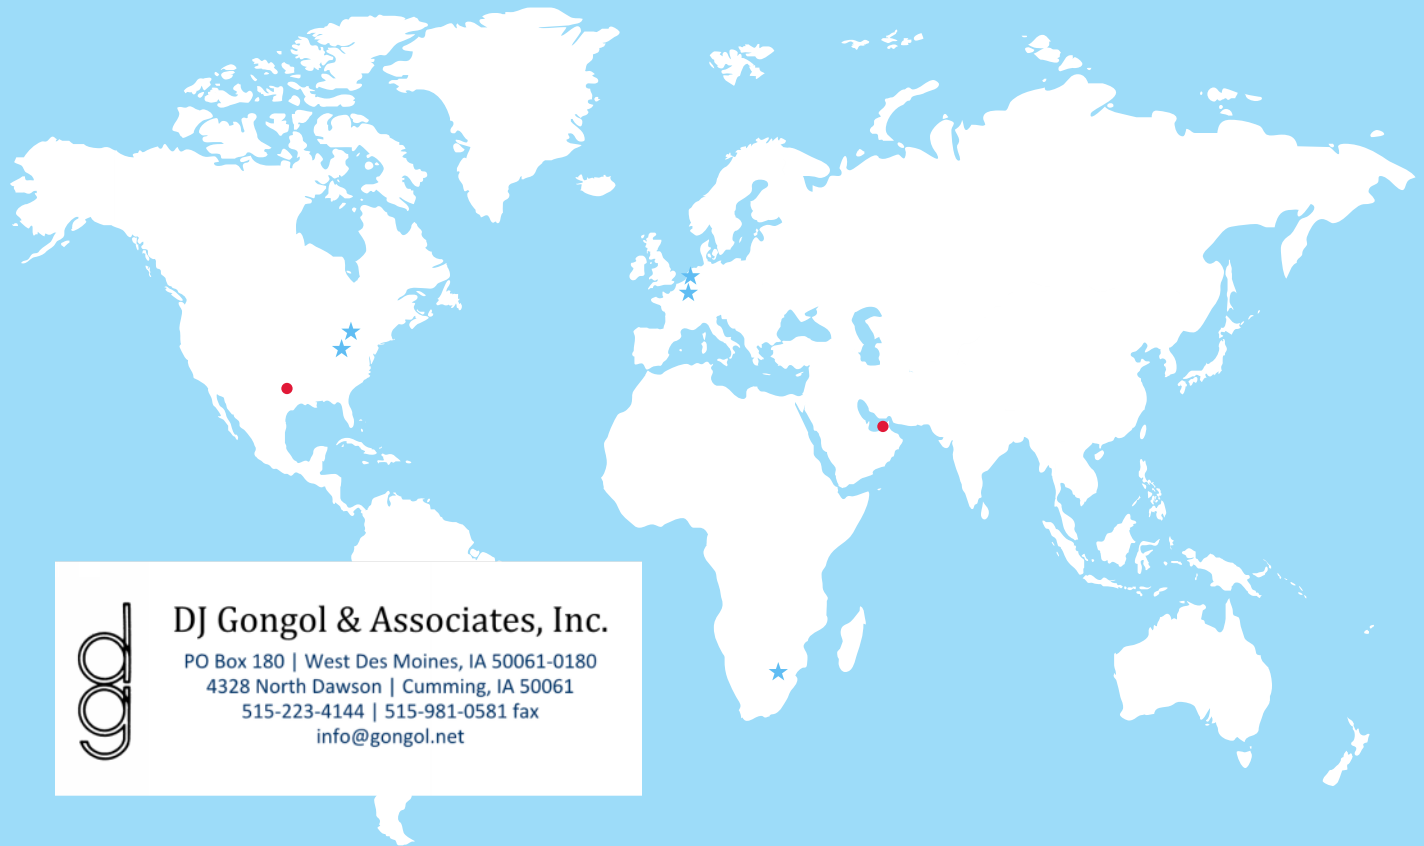 dg
DJ Gongol & Associates, Inc.
PO Box 180 | West Des Moines, IA 50061-0180
4328 North Dawson | Cumming, IA 50061
515-223-4144 | 515-981-0581 fax
info@gongol.net